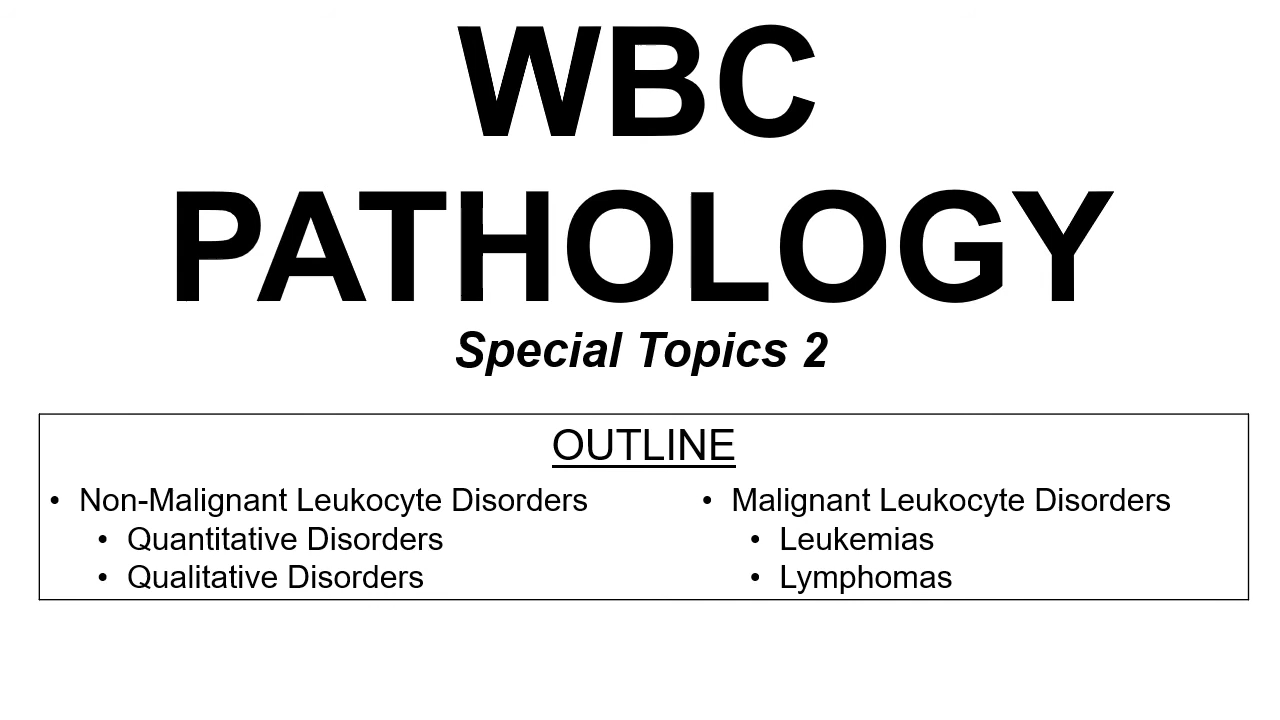 WBC
PATHOLOGY
Special Topics 2
OUTLINE
• Non-Malignant Leukocyte Disorders
• Quantitative Disorders
• Qualitative Disorders
• Malignant Leukocyte Disorders
• Leukemias
• Lymphomas